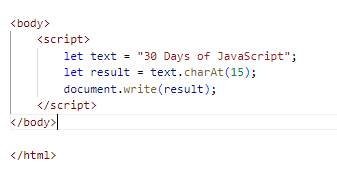 <body>
<script>
let text = "30 Days of JavaScript";
let result = text.charAt(15);
document.write(result);
</script>
</body>
</html>